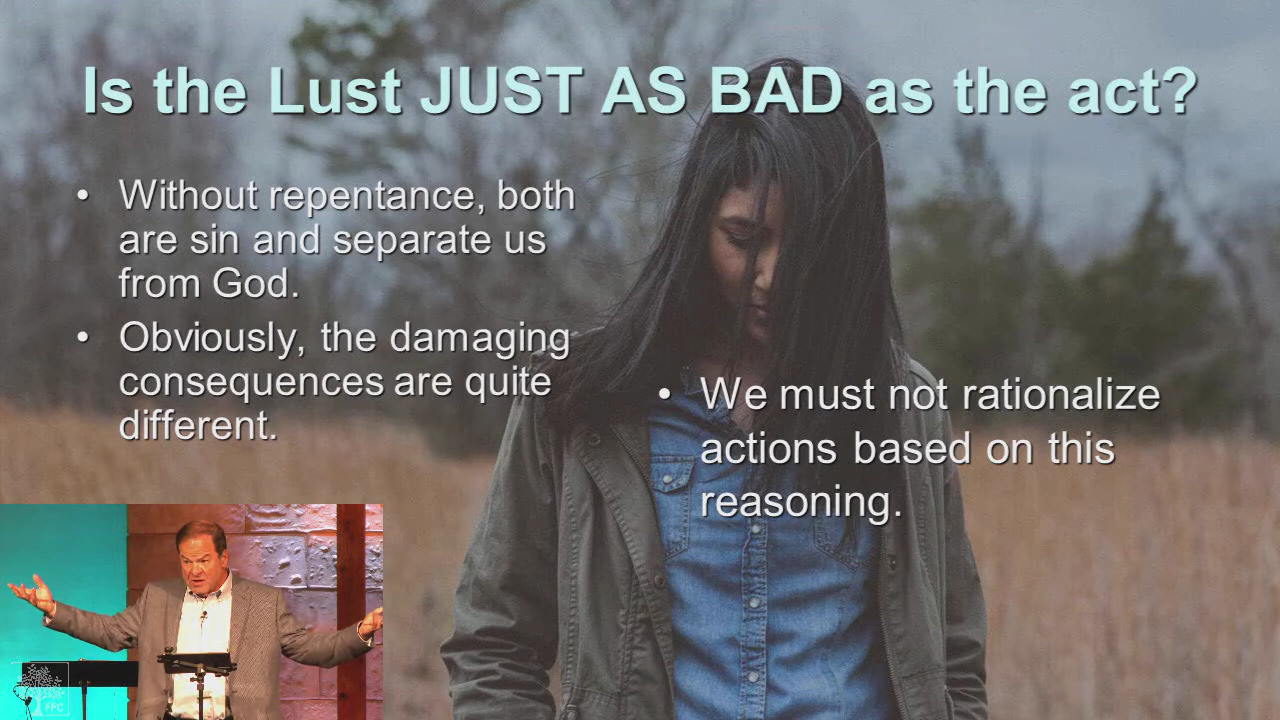 Is the Lust JUST AS BAD as the act?
• Without repentance, both
are sin and separate us
from God.
• Obviously, the damaging
consequences are quite
different.
• We must not rationalize
actions based on this
reasoning.
FPC